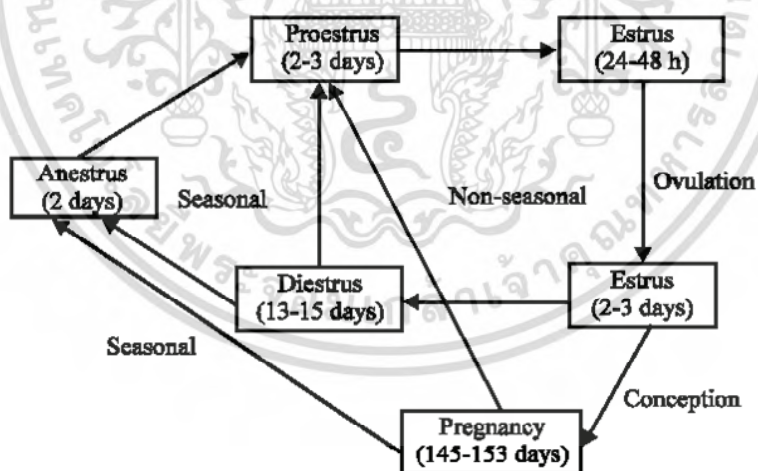 Proestrus
(2-3 days)
Estrus
(24-48 h)
Anestrus
(2 days)
Seasonal
Non-seasonal
Ovulation
Diestrus
(13-15 days)
Estrus
(2-3 days)
Seasonal
Conception
Pregnancy
(145-153 days)